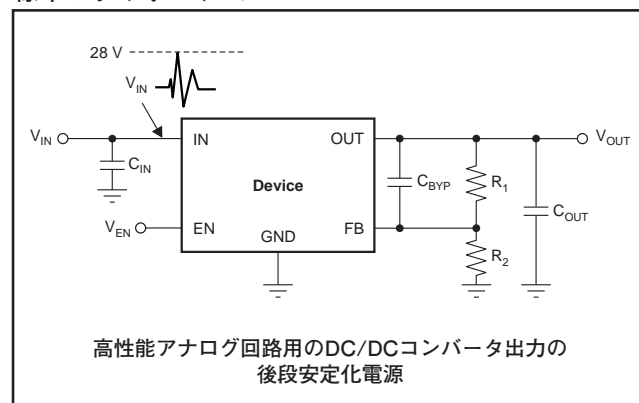 28 V
V_IN
V_IN
C_IN
IN
OUT
V_OUT
Device
C_BYP
R_1
C_OUT
V_EN
EN
GND
FB
R_2
高性能アナログ回路用のDC/DCコンバータ出力の
後段安定化電源